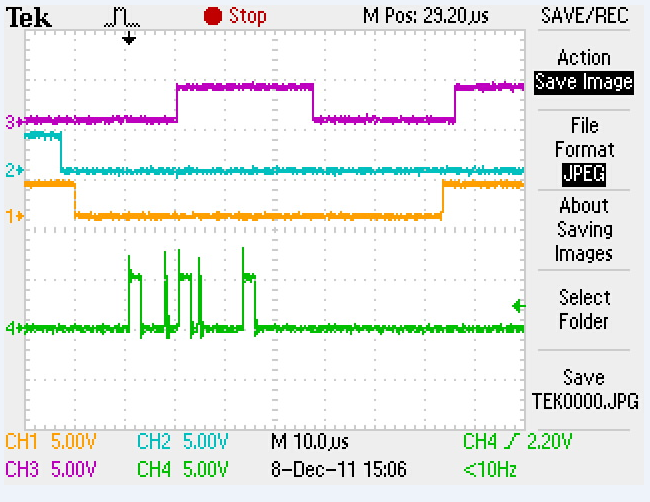 Tek Stop M Pos: 29.20µs SAVE/REC
Action
Save Image
File
Format
JPEG
About
Saving
Images
Select
Folder
Save
TEK0000.JPG
3
2
1
4
CH1 5.00V CH2 5.00V M 10.0µs CH4 2.20V
CH3 5.00V CH4 5.00V 8-Dec-11 15:06 <10Hz